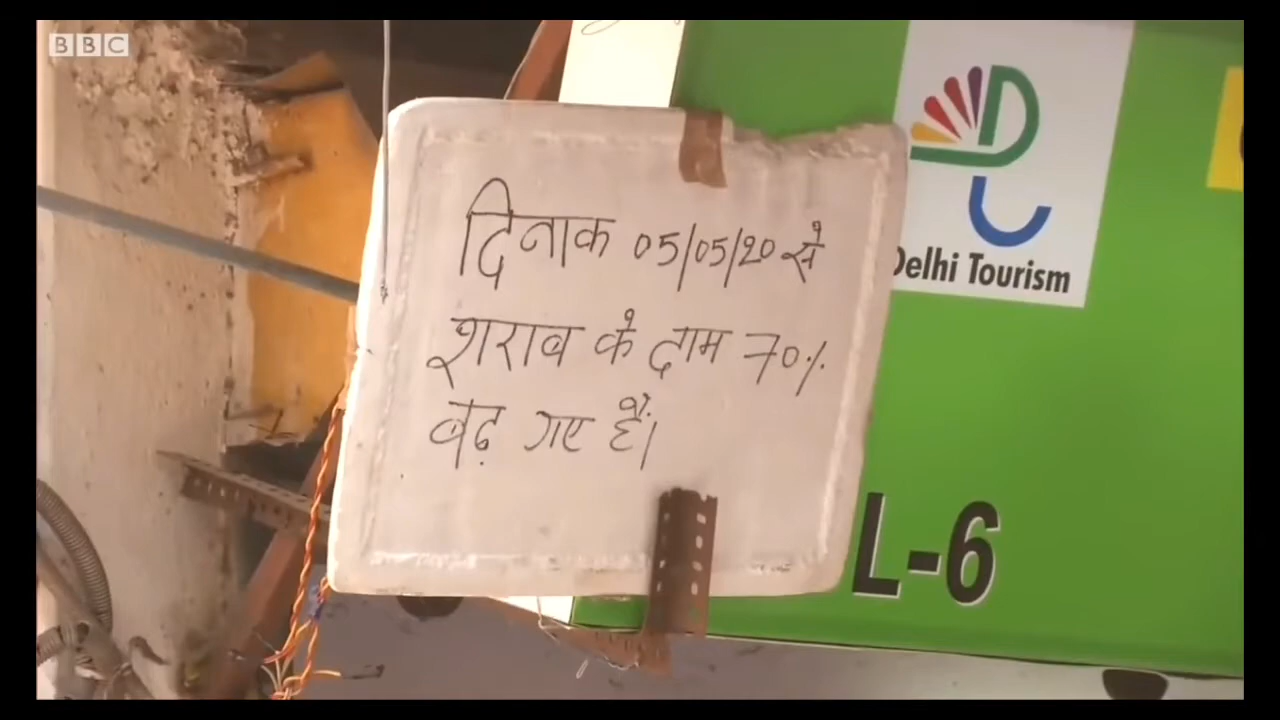 BBC
दिनाक 05/05/20 से
शराब के दाम 70%
बढ़ गए हैं।
Delhi Tourism
L-6